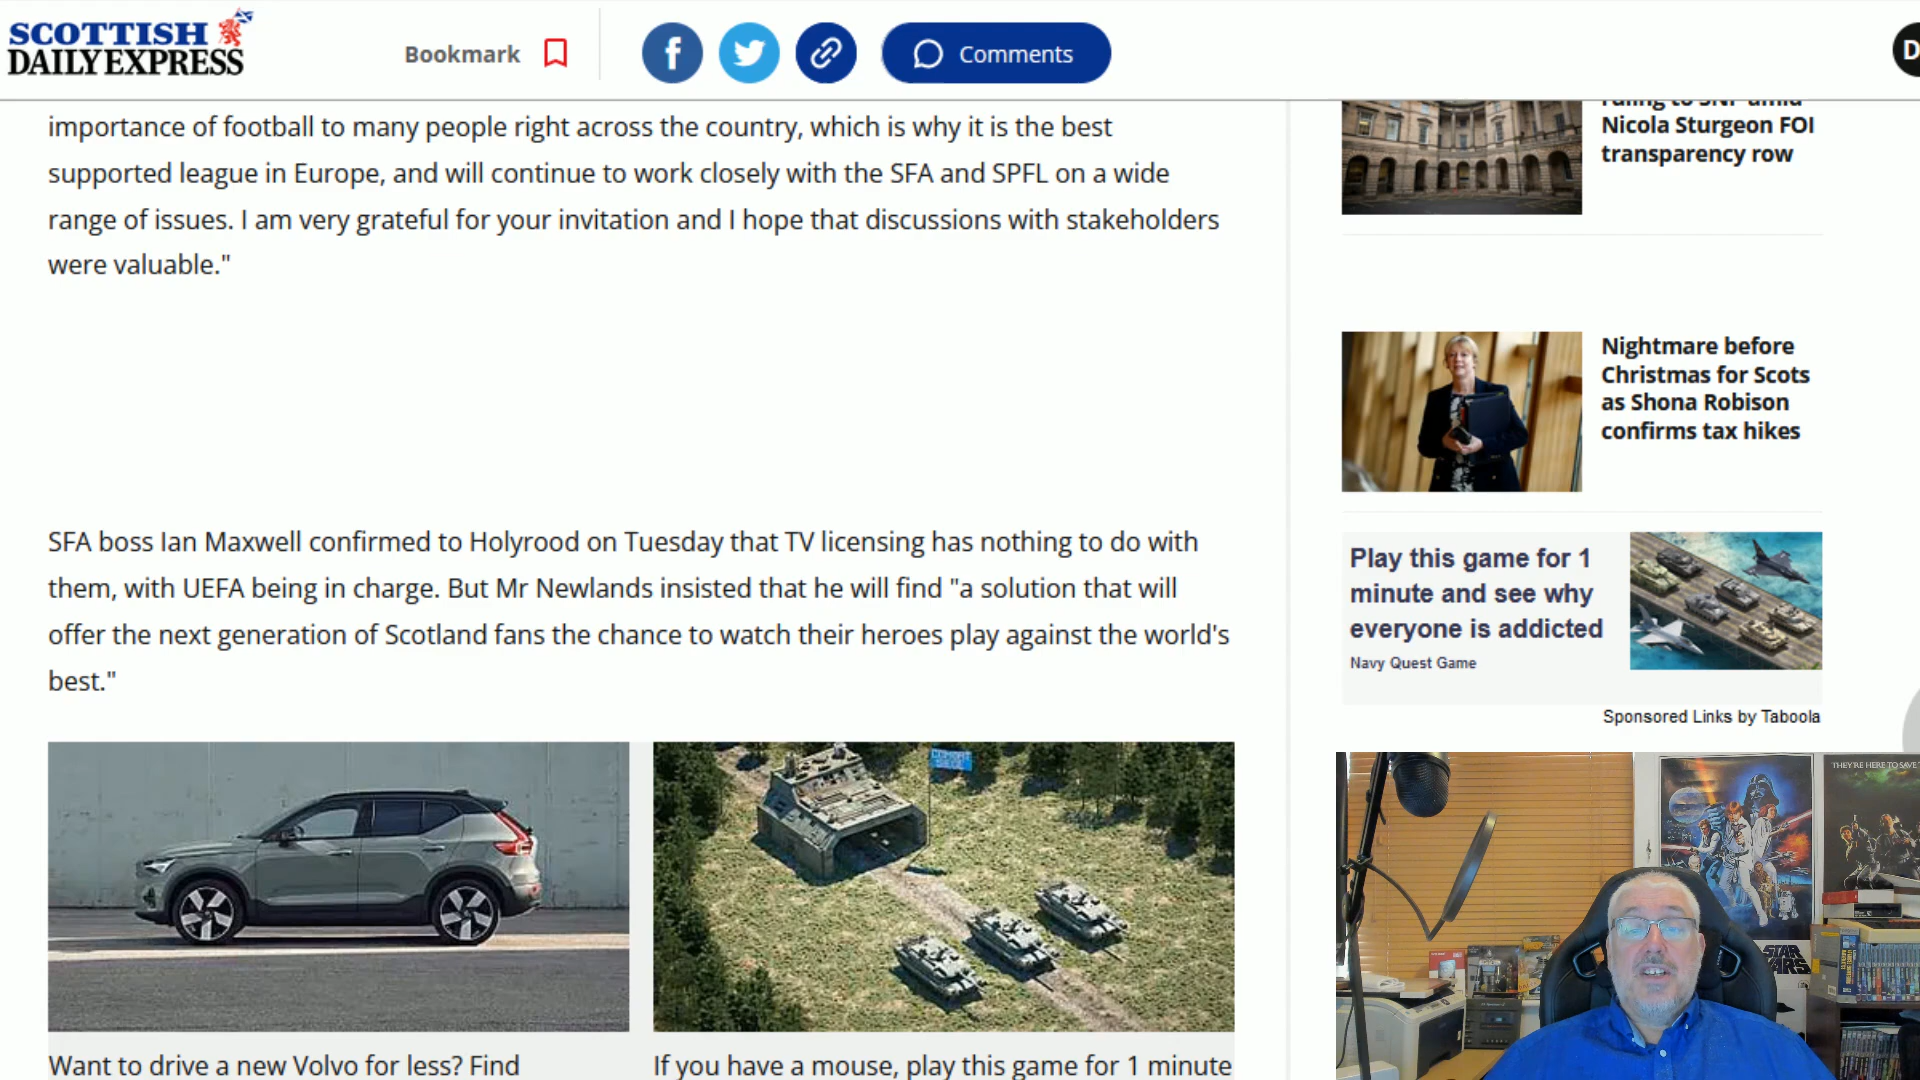 SCOTTISH
DAILY EXPRESS
Bookmark
Comments
D
importance of football to many people right across the country, which is why it is the best
supported league in Europe, and will continue to work closely with the SFA and SPFL on a wide
range of issues. I am very grateful for your invitation and I hope that discussions with stakeholders
were valuable."
SFA boss Ian Maxwell confirmed to Holyrood on Tuesday that TV licensing has nothing to do with
them, with UEFA being in charge. But Mr Newlands insisted that he will find "a solution that will
offer the next generation of Scotland fans the chance to watch their heroes play against the world's
best."
Want to drive a new Volvo for less? Find
If you have a mouse, play this game for 1 minute
ruling to SNP amid
Nicola Sturgeon FOI
transparency row
Nightmare before
Christmas for Scots
as Shona Robison
confirms tax hikes
Play this game for 1
minute and see why
everyone is addicted
Navy Quest Game
Sponsored Links by Taboola
THEY'RE HERE TO SAVE
STAR
WARS